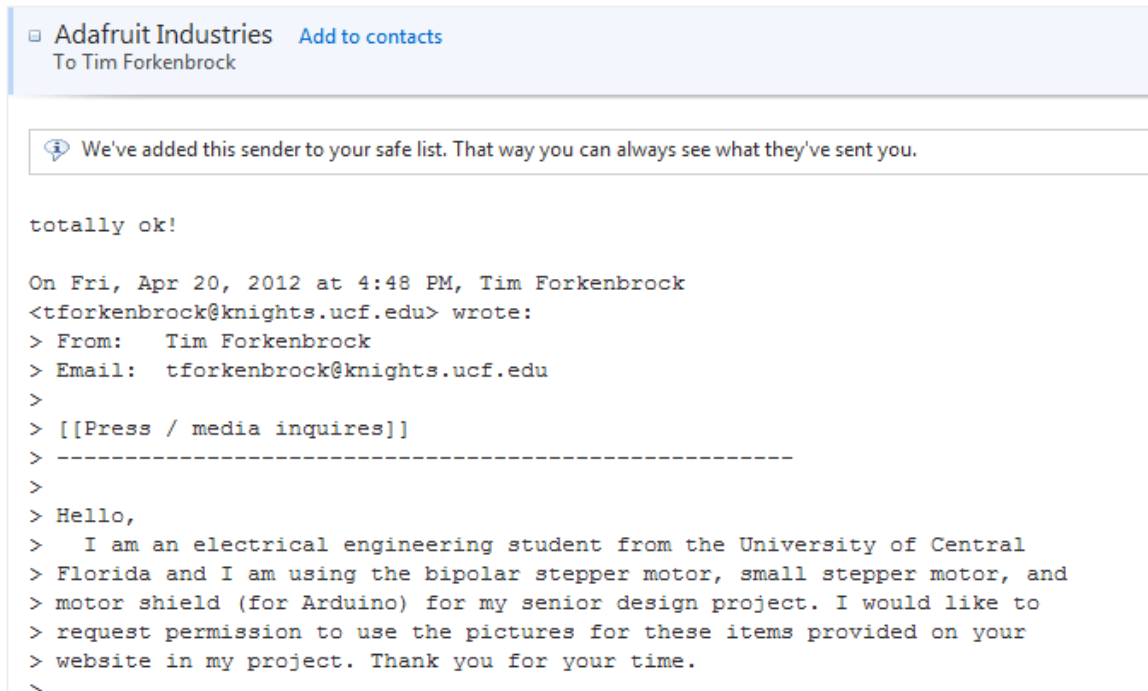 Adafruit Industries Add to contacts
To Tim Forkenbrock
We've added this sender to your safe list. That way you can always see what they've sent you.
totally ok!
On Fri, Apr 20, 2012 at 4:48 PM, Tim Forkenbrock
<tforkenbrock@knights.ucf.edu> wrote:
> From:   Tim Forkenbrock
> Email:  tforkenbrock@knights.ucf.edu
>
> [[Press / media inquires]]
> ------------------------------------------------------
>
> Hello,
>   I am an electrical engineering student from the University of Central
> Florida and I am using the bipolar stepper motor, small stepper motor, and
> motor shield (for Arduino) for my senior design project. I would like to
> request permission to use the pictures for these items provided on your
> website in my project. Thank you for your time.
>